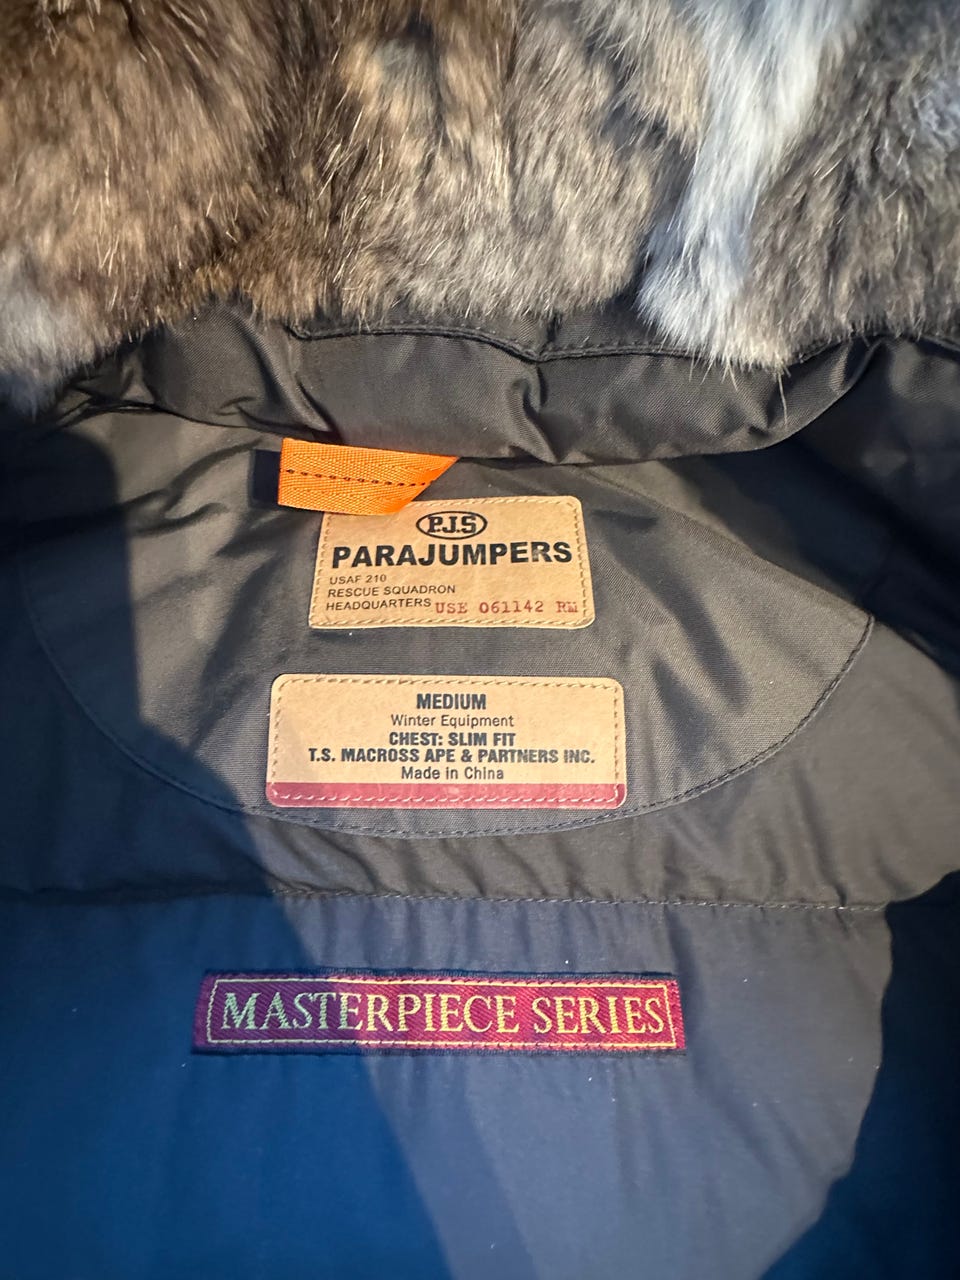 P.J.S
PARAJUMPERS
USAF 210
RESCUE SQUADRON
HEADQUARTERS USE 061142 RM
MEDIUM
Winter Equipment
CHEST: SLIM FIT
T.S. MACROSS APE & PARTNERS INC.
Made in China
MASTERPIECE SERIES